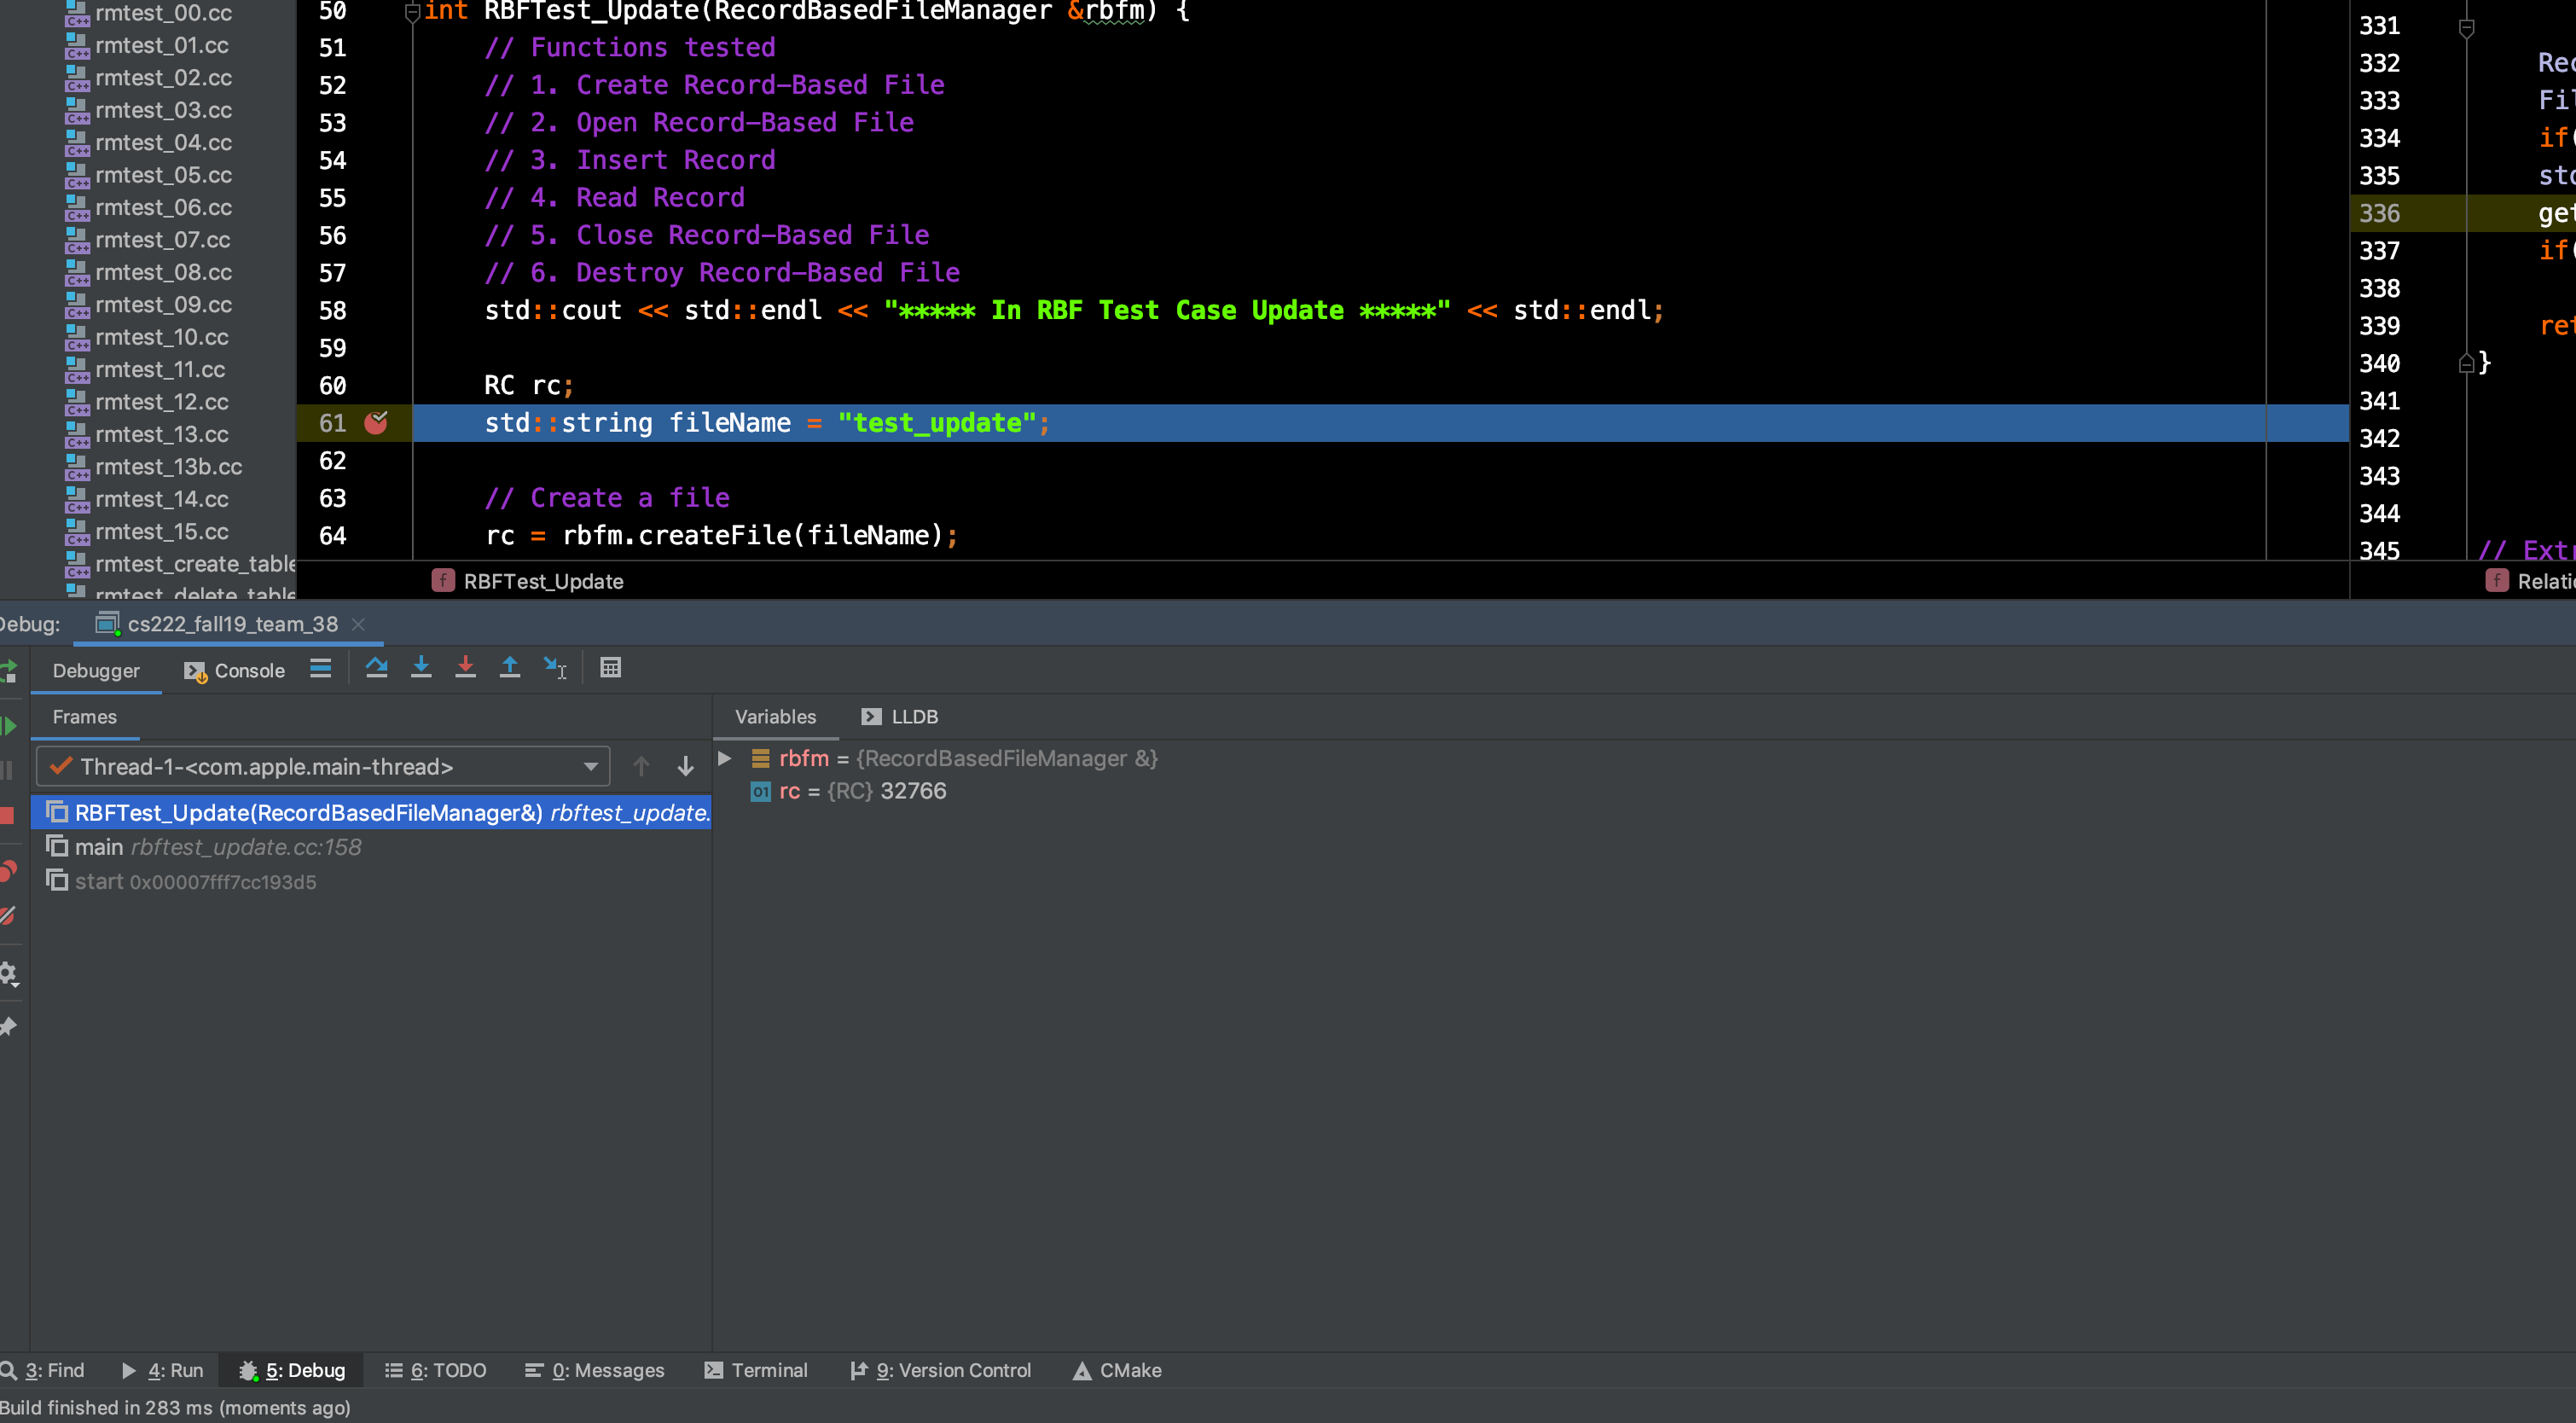 rmtest_00.cc
rmtest_01.cc
rmtest_02.cc
rmtest_03.cc
rmtest_04.cc
rmtest_05.cc
rmtest_06.cc
rmtest_07.cc
rmtest_08.cc
rmtest_09.cc
rmtest_10.cc
rmtest_11.cc
rmtest_12.cc
rmtest_13.cc
rmtest_13b.cc
rmtest_14.cc
rmtest_15.cc
rmtest_create_table
rmtest_delete_table
50 int RBFTest_Update(RecordBasedFileManager &rbfm) {
51 // Functions tested
52 // 1. Create Record-Based File
53 // 2. Open Record-Based File
54 // 3. Insert Record
55 // 4. Read Record
56 // 5. Close Record-Based File
57 // 6. Destroy Record-Based File
58 std::cout << std::endl << "***** In RBF Test Case Update *****" << std::endl;
59
60 RC rc;
61 std::string fileName = "test_update";
62
63 // Create a file
64 rc = rbfm.createFile(fileName);
f RBFTest_Update
331
332 Rec
333 Fil
334 if(
335 std
336 get
337 if(
338
339 ret
340 }
341
342
343
344
345 // Extr
f Relati
Debug: cs222_fall19_team_38
Debugger Console
Frames
Thread-1-<com.apple.main-thread>
RBFTest_Update(RecordBasedFileManager&) rbftest_update.
main rbftest_update.cc:158
start 0x00007fff7cc193d5
Variables LLDB
rbfm = {RecordBasedFileManager &}
rc = {RC} 32766
3: Find 4: Run 5: Debug 6: TODO 0: Messages Terminal 9: Version Control CMake
Build finished in 283 ms (moments ago)